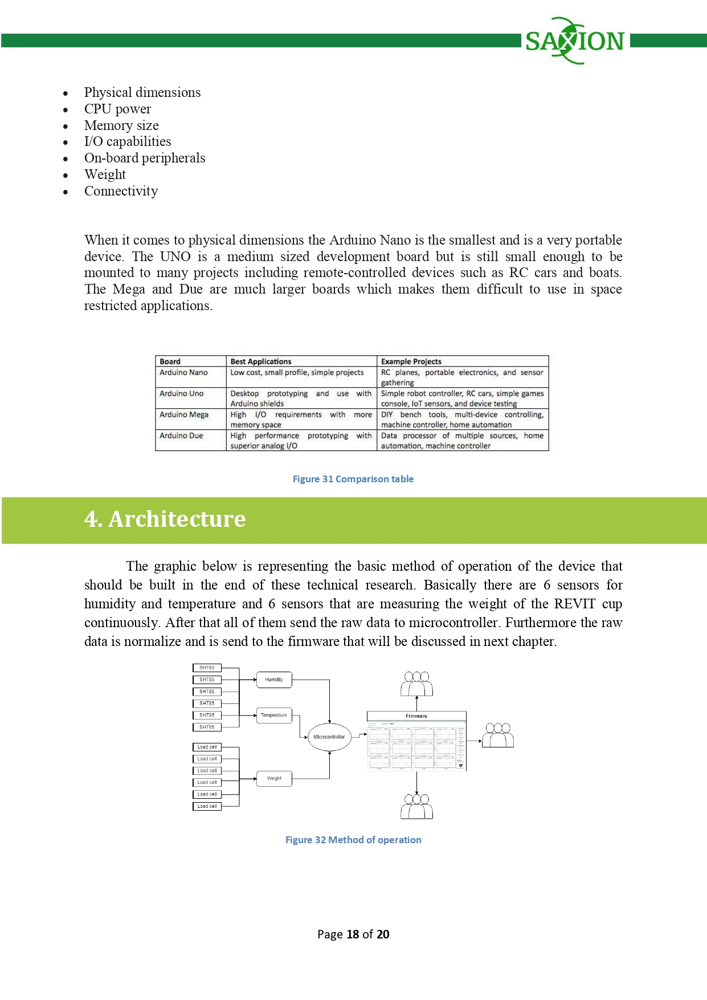 SAXION
• Physical dimensions
• CPU power
• Memory size
• I/O capabilities
• On-board peripherals
• Weight
• Connectivity
When it comes to physical dimensions the Arduino Nano is the smallest and is a very portable
device. The UNO is a medium sized development board but is still small enough to be
mounted to many projects including remote-controlled devices such as RC cars and boats.
The Mega and Due are much larger boards which makes them difficult to use in space
restricted applications.
Board Best Applications Example Projects
Arduino Nano Low cost, small profile, simple projects RC planes, portable electronics, and sensor
gathering
Arduino Uno Desktop prototyping and use with Simple robot controller, RC cars, simple games
Arduino shields console, IoT sensors, and device testing
Arduino Mega High I/O requirements with more DIY bench tools, multi-device controlling,
memory space machine controller, home automation
Arduino Due High performance prototyping with Data processor of multiple sources, home
superior analog I/O automation, machine controller
Figure 31 Comparison table
4. Architecture
The graphic below is representing the basic method of operation of the device that
should be built in the end of these technical research. Basically there are 6 sensors for
humidity and temperature and 6 sensors that are measuring the weight of the REVIT cup
continuously. After that all of them send the raw data to microcontroller. Furthermore the raw
data is normalize and is send to the firmware that will be discussed in next chapter.
SHT85
SHT85
SHT85
SHT85
SHT85
SHT85
Humidity
Temperature
Microcontroller
Frimware
Load cell
Load cell
Load cell
Load cell
Load cell
Load cell
Weight
Figure 32 Method of operation
Page 18 of 20